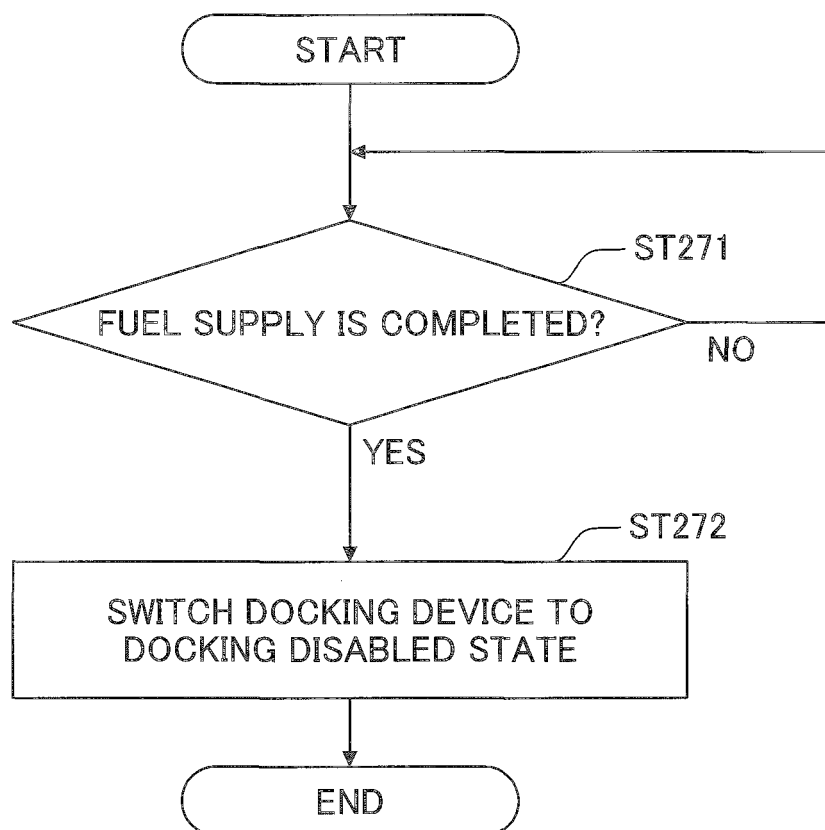 START
ST271
FUEL SUPPLY IS COMPLETED?
NO
YES
ST272
SWITCH DOCKING DEVICE TO
DOCKING DISABLED STATE
END